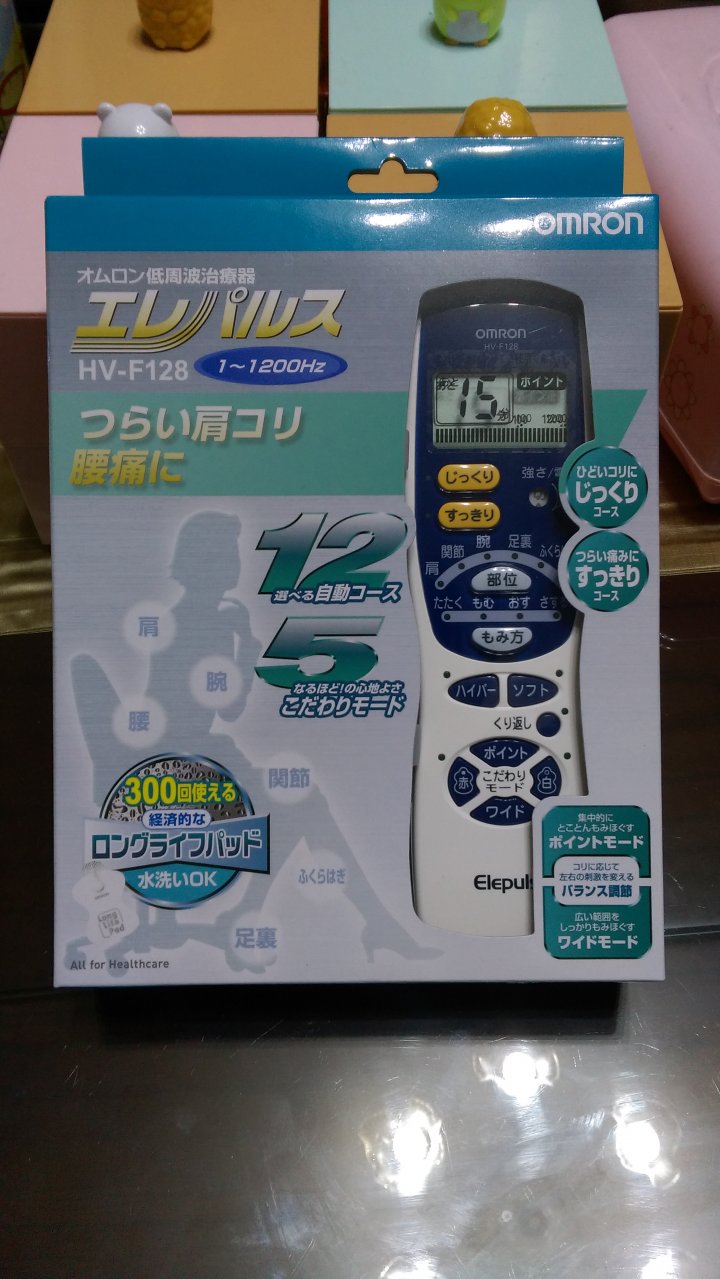 OMRON
オムロン低周波治療器
エレパルス
HV-F128
1～1200Hz
つらい肩コリ
腰痛に
12
選べる自動コース
5
なるほど!の心地よさ
こだわりモード
肩
腕
腰
関節
ふくらはぎ
足裏
300回使える
経済的な
ロングライフパッド
水洗いOK
Long
Life
Pad
All for Healthcare
OMRON
HV-F128
15
ポイント
じっくり
強さ/
すっきり
関節
腕
足裏
ふくら
肩
部位
たたく
もむ
おす
さす
もみ方
ハイパー
ソフト
くり返し
ポイント
赤
こだわり
モード
白
ワイド
Elepuls
ひどいコリに
じっくり
コース
つらい痛みに
すっきり
コース
集中的に
とことんもみほぐす
ポイントモード
コリに応じて
左右の刺激を変える
バランス調節
広い範囲を
しっかりもみほぐす
ワイドモード